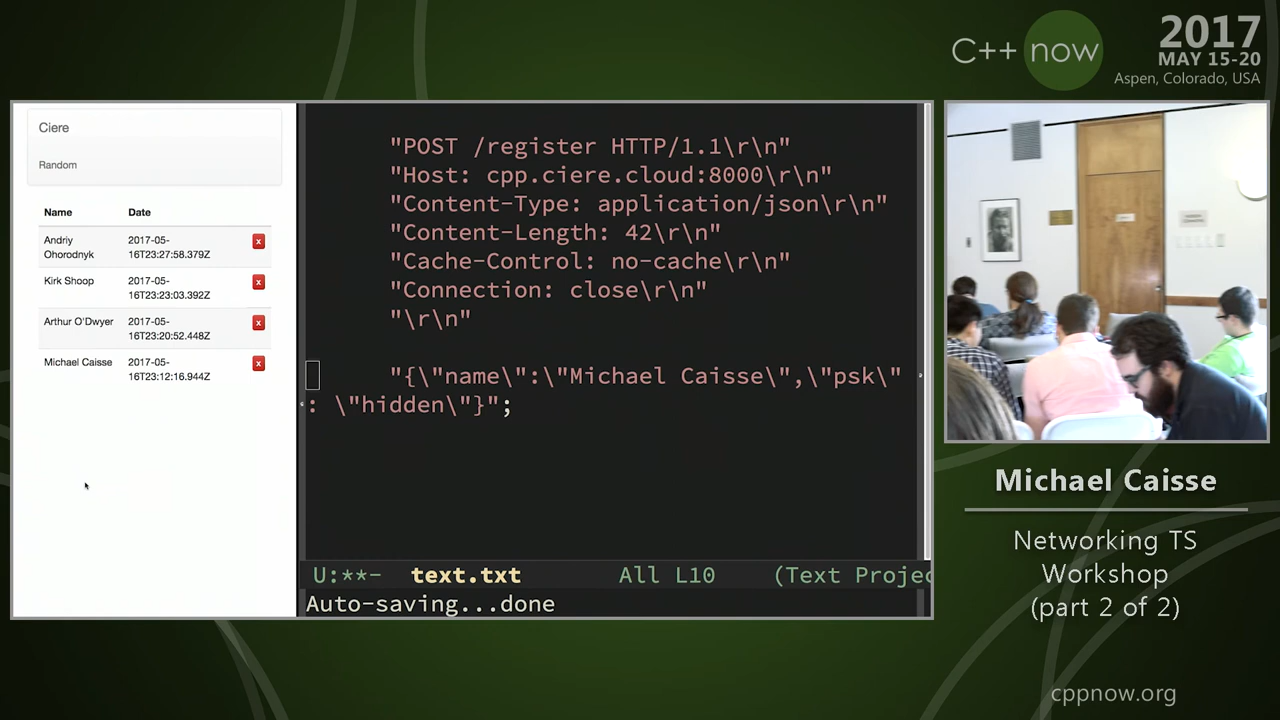 C++ now
2017
MAY 15-20
Aspen, Colorado, USA
Ciere
Random
Name Date
Andriy Ohorodnyk 2017-05-16T23:27:58.379Z x
Kirk Shoop 2017-05-16T23:23:03.392Z x
Arthur O'Dwyer 2017-05-16T23:20:52.448Z x
Michael Caisse 2017-05-16T23:12:16.944Z x
"POST /register HTTP/1.1\r\n"
"Host: cpp.ciere.cloud:8000\r\n"
"Content-Type: application/json\r\n"
"Content-Length: 42\r\n"
"Cache-Control: no-cache\r\n"
"Connection: close\r\n"
"\r\n"
"{\"name\":\"Michael Caisse\",\"psk\"
: \"hidden\"}";
U:**- text.txt All L10 (Text Projec
Auto-saving...done
Michael Caisse
Networking TS
Workshop
(part 2 of 2)
cppnow.org